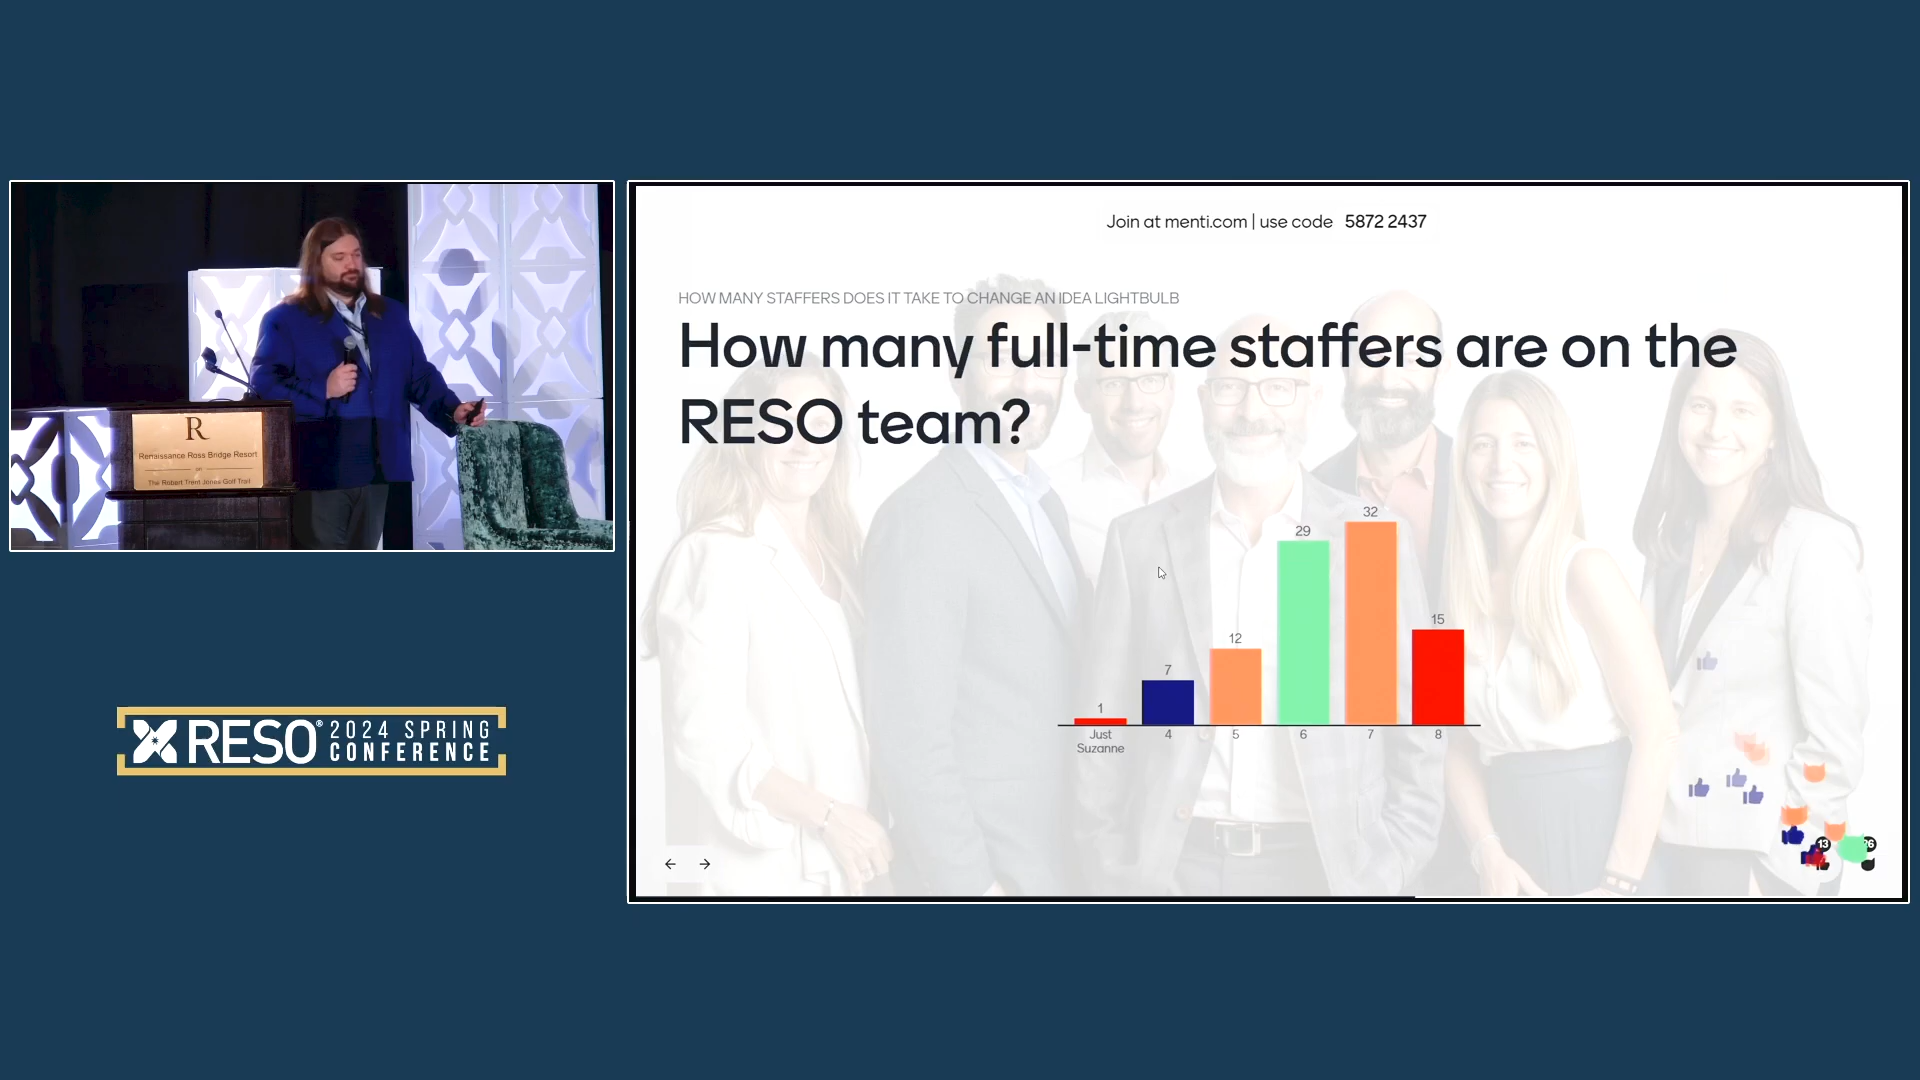 R
Renaissance Ross Bridge Resort
The Robert Trent Jones Golf Trail
RESO® 2024 SPRING
CONFERENCE
Join at menti.com | use code 5872 2437
HOW MANY STAFFERS DOES IT TAKE TO CHANGE AN IDEA LIGHTBULB
How many full-time staffers are on the
RESO team?
1
7
12
29
32
15
Just
Suzanne
4
5
6
7
8
13